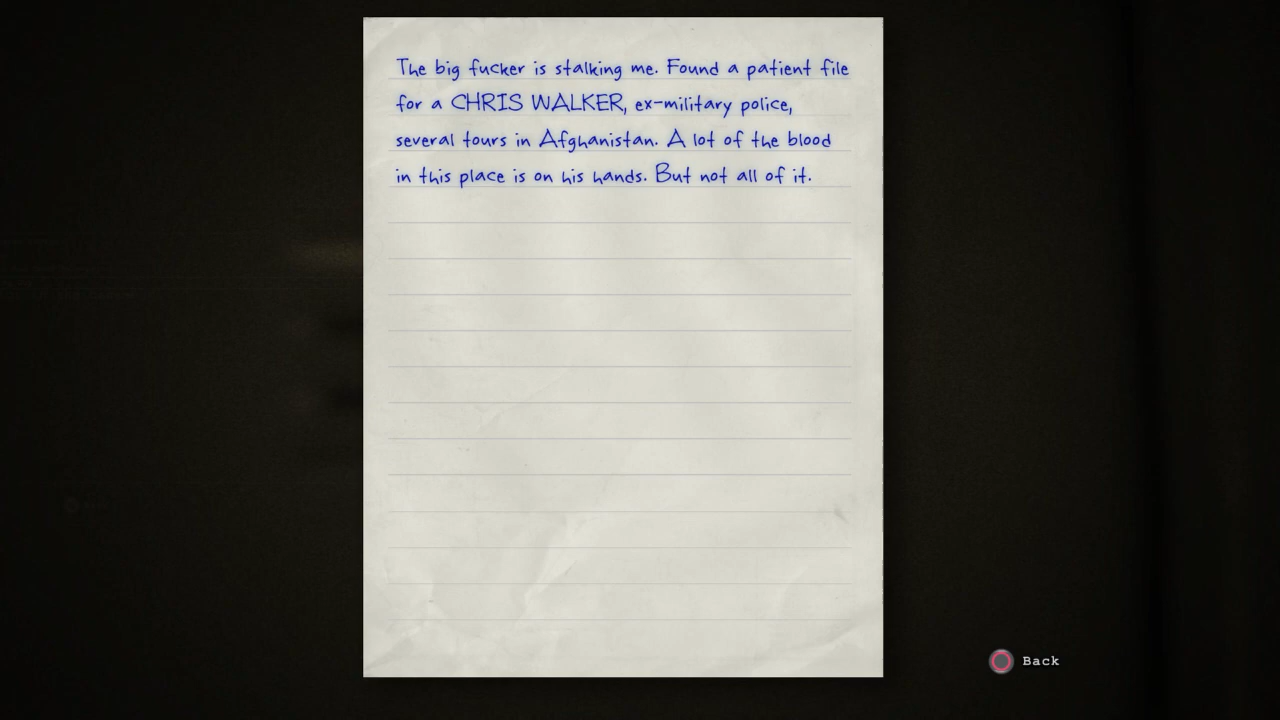 The big fucker is stalking me. Found a patient file
for a CHRIS WALKER, ex-military police,
several tours in Afghanistan. A lot of the blood
in this place is on his hands. But not all of it.
Back